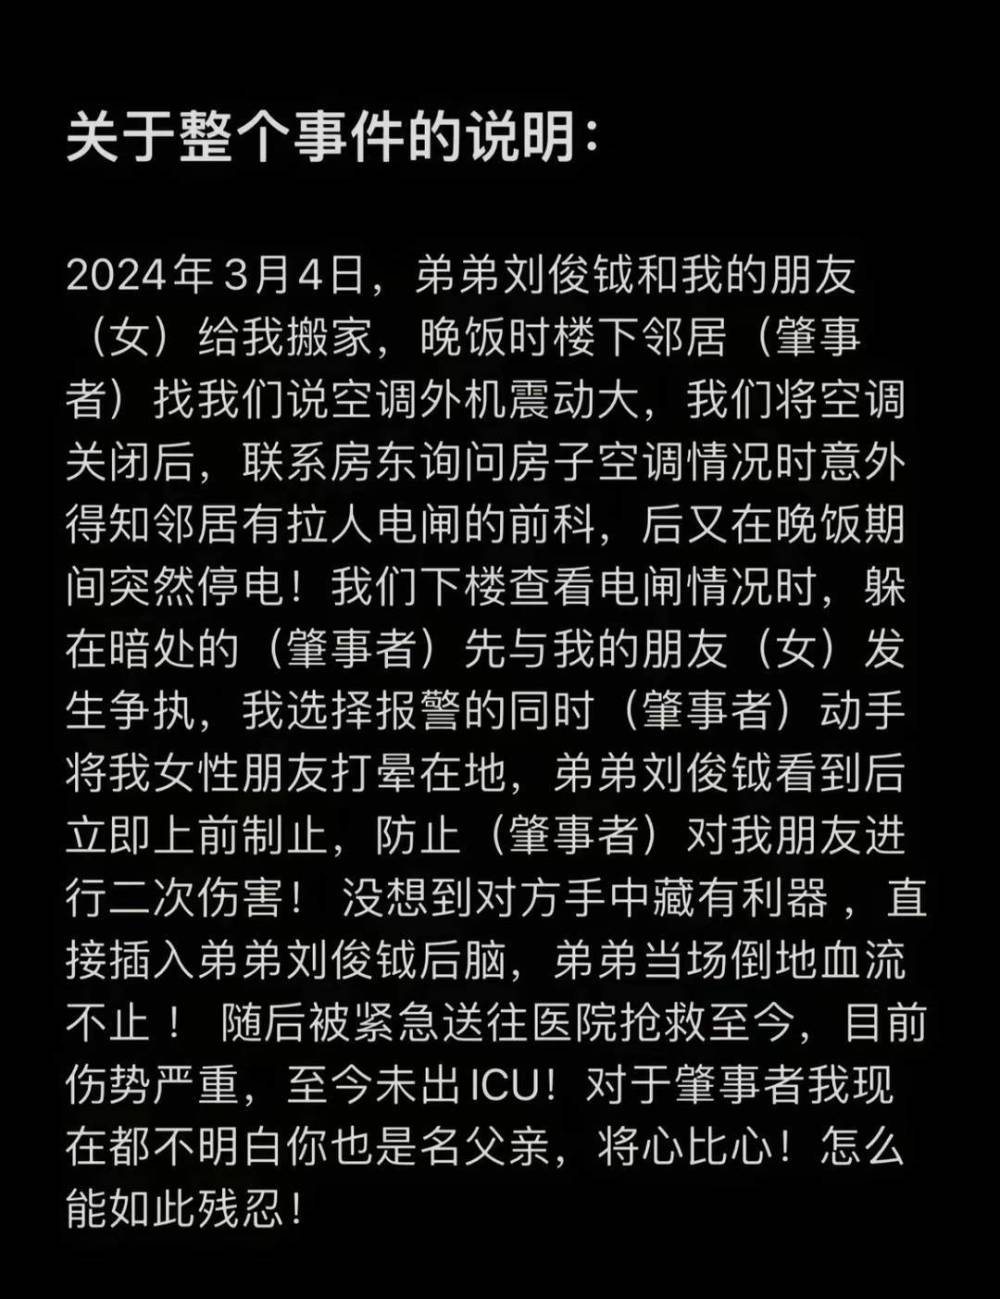 关于整个事件的说明：
2024年3月4日，弟弟刘俊钺和我的朋友
（女）给我搬家，晚饭时楼下邻居（肇事
者）找我们说空调外机震动大，我们将空调
关闭后，联系房东询问房子空调情况时意外
得知邻居有拉人电闸的前科，后又在晚饭期
间突然停电！我们下楼查看电闸情况时，躲
在暗处的（肇事者）先与我的朋友（女）发
生争执，我选择报警的同时（肇事者）动手
将我女性朋友打晕在地，弟弟刘俊钺看到后
立即上前制止，防止（肇事者）对我朋友进
行二次伤害！ 没想到对方手中藏有利器 ，直
接插入弟弟刘俊钺后脑，弟弟当场倒地血流
不止 ！ 随后被紧急送往医院抢救至今，目前
伤势严重，至今未出ICU！对于肇事者我现
在都不明白你也是名父亲，将心比心！怎么
能如此残忍！